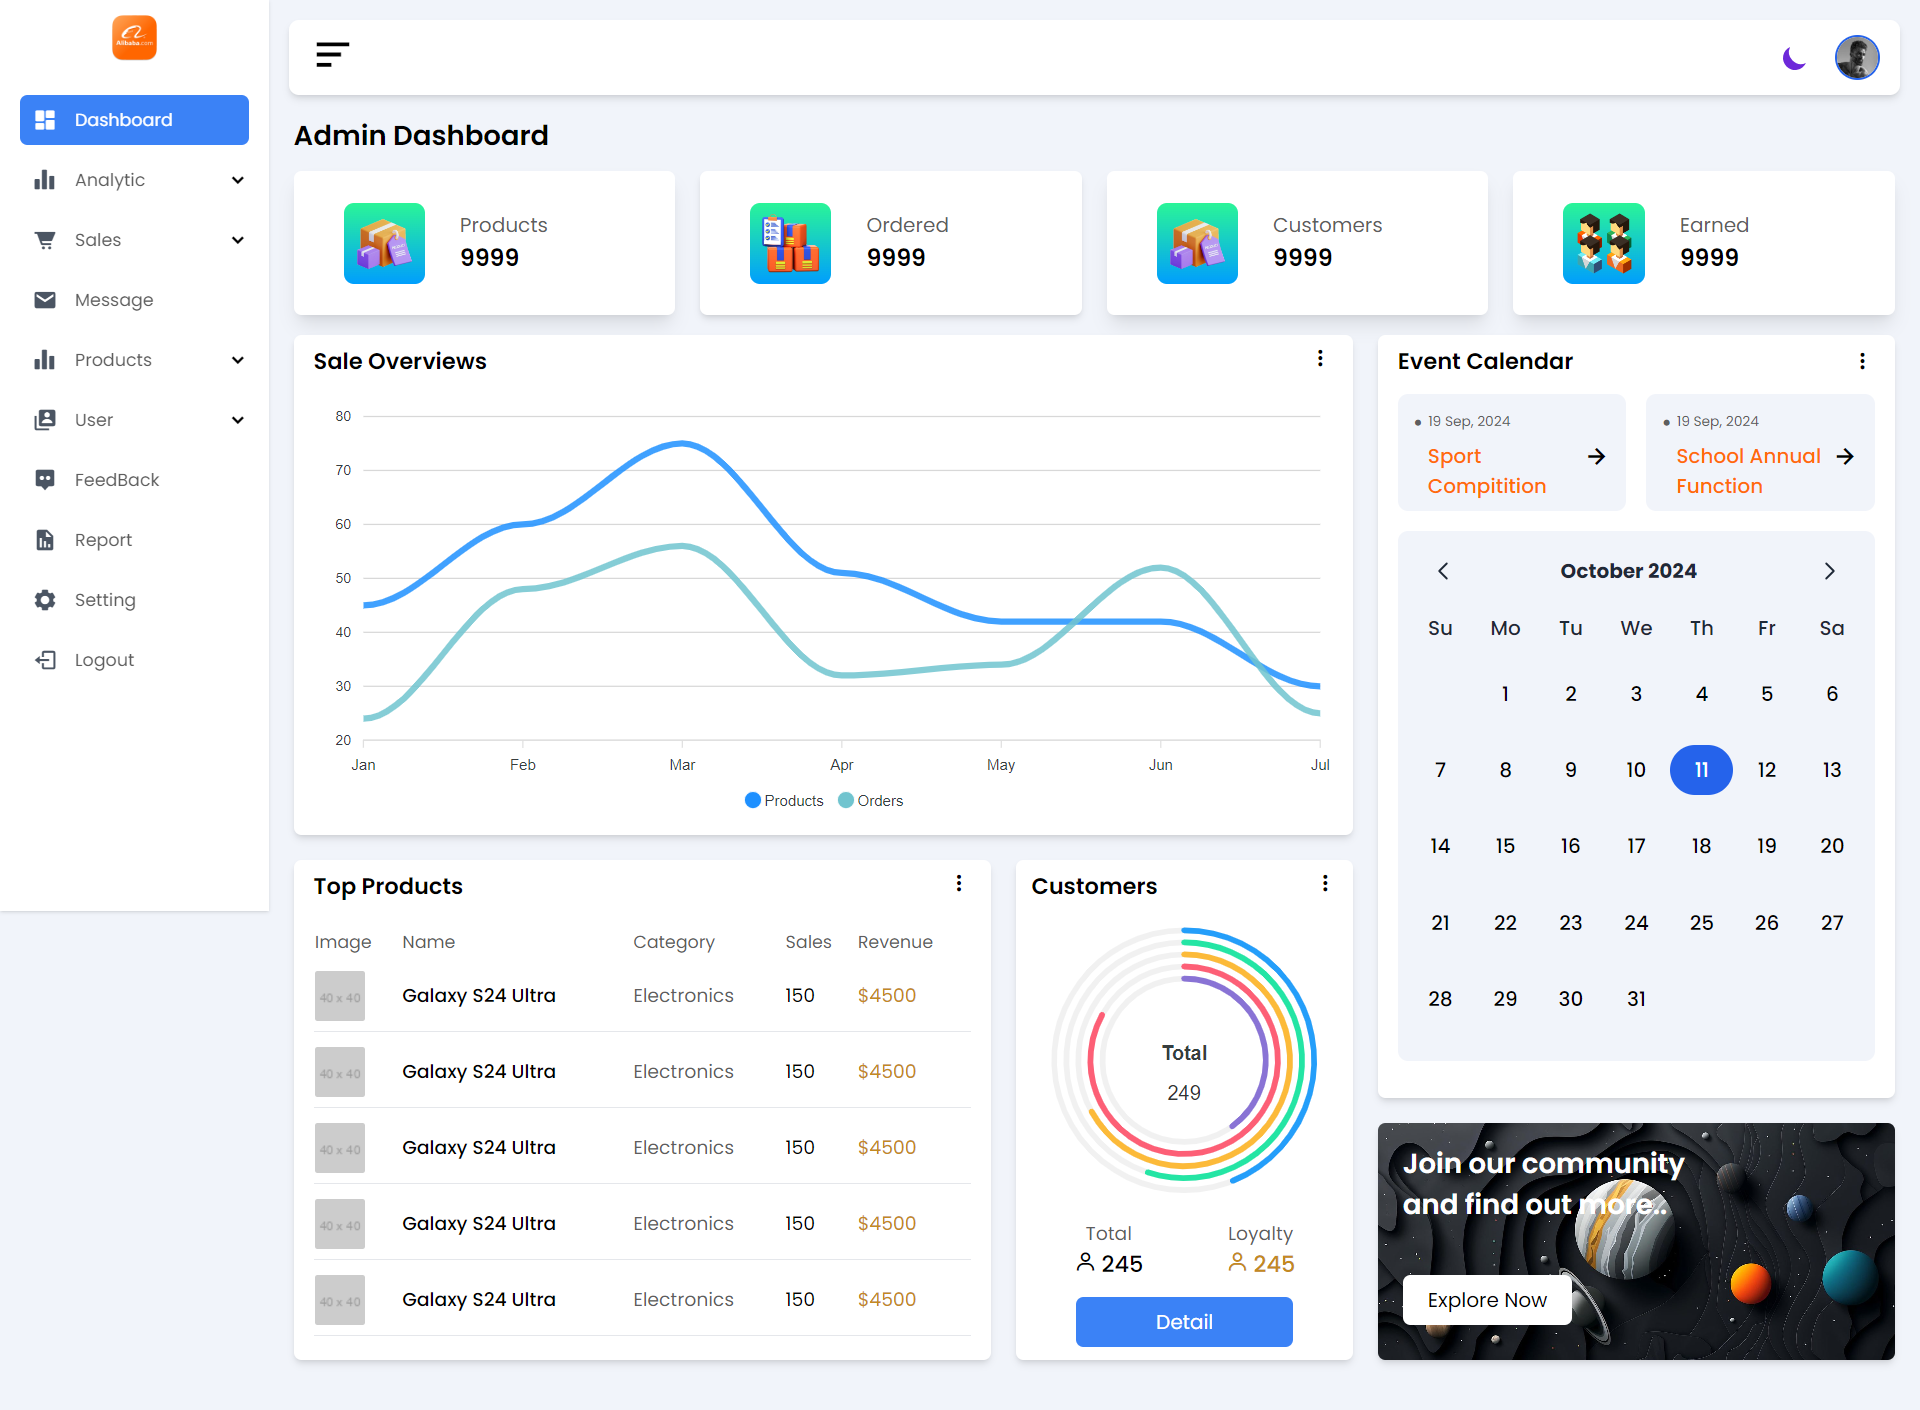 Alibaba.com
Dashboard
Analytic
Sales
Message
Products
User
FeedBack
Report
Setting
Logout
Admin Dashboard
Products
9999
Ordered
9999
Customers
9999
Earned
9999
Sale Overviews
80
70
60
50
40
30
20
Jan Feb Mar Apr May Jun Jul
Products Orders
Event Calendar
19 Sep, 2024
Sport
Compitition
19 Sep, 2024
School Annual
Function
October 2024
Su Mo Tu We Th Fr Sa
1 2 3 4 5 6
7 8 9 10 11 12 13
14 15 16 17 18 19 20
21 22 23 24 25 26 27
28 29 30 31
Top Products
Image Name Category Sales Revenue
40 x 40 Galaxy S24 Ultra Electronics 150 $4500
40 x 40 Galaxy S24 Ultra Electronics 150 $4500
40 x 40 Galaxy S24 Ultra Electronics 150 $4500
40 x 40 Galaxy S24 Ultra Electronics 150 $4500
40 x 40 Galaxy S24 Ultra Electronics 150 $4500
Customers
Total
249
Total
245
Loyalty
245
Detail
Join our community
and find out more..
Explore Now